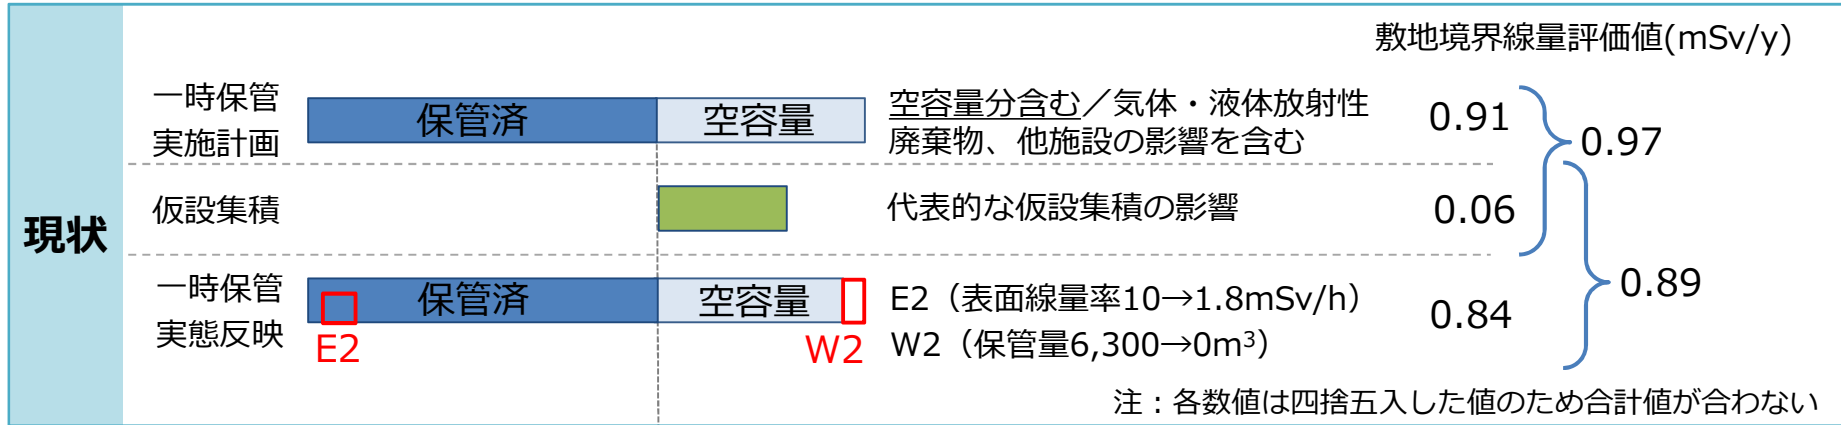 敷地境界線量評価値(mSv/y)
現状
一時保管
実施計画
保管済
空容量
空容量分含む／気体・液体放射性
廃棄物、他施設の影響を含む
0.91
0.97
仮設集積
代表的な仮設集積の影響
0.06
一時保管
実態反映
保管済
空容量
E2
W2
E2（表面線量率10→1.8mSv/h）
W2（保管量6,300→0m³）
0.84
0.89
注：各数値は四捨五入した値のため合計値が合わない